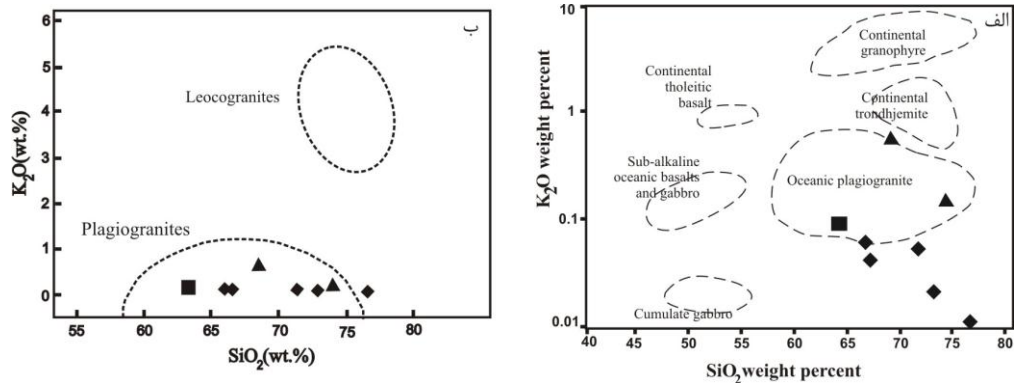 ب
6
5
4
3
2
1
0
K₂O(wt.%)
Leocogranites
Plagiogranites
55 60 65 70 75 80
SiO₂(wt.%)
الف
10
1
0.1
0.01
K₂O weight percent
Continental
granophyre
Continental
tholeitic
basalt
Continental
trondhjemite
Sub-alkaline
oceanic basalts
and gabbro
Oceanic plagiogranite
Cumulate gabbro
40 45 50 55 60 65 70 75 80
SiO₂ weight percent